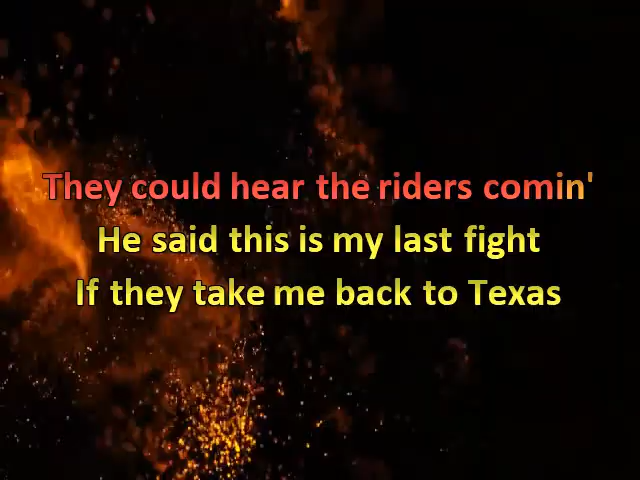 They could hear the riders comin'
He said this is my last fight
If they take me back to Texas